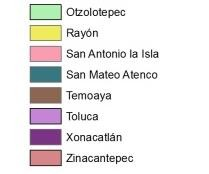 Otzolotepec
Rayón
San Antonio la Isla
San Mateo Atenco
Temoaya
Toluca
Xonacatlán
Zinacantepec